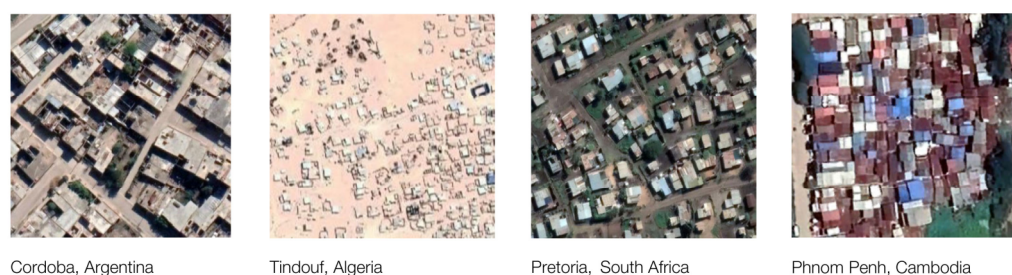 Cordoba, Argentina
Tindouf, Algeria
Pretoria, South Africa
Phnom Penh, Cambodia